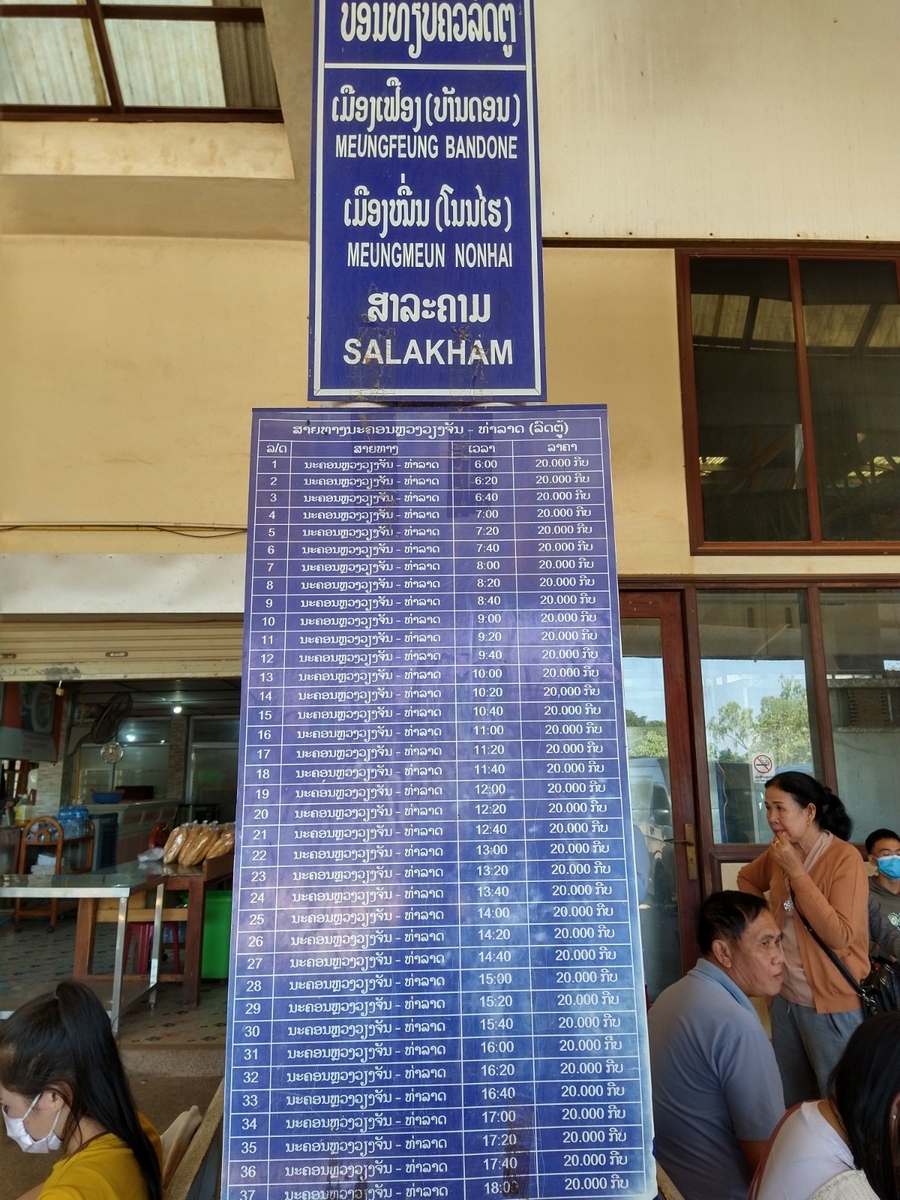 ບ່ອນທຽບຄິວລົດຕູ້
ເມືອງເຟືອງ (ບ້ານດອນ)
MEUNGFEUNG BANDONE
ເມືອງໝື່ນ (ໂນນໄຮ)
MEUNGMEUN NONHAI
ສາລະຄາມ
SALAKHAM
ສາຍທາງນະຄອນຫຼວງວຽງຈັນ - ທ່າລາດ (ລົດຕູ້)
ລ/ດ ສາຍທາງ ເວລາ ລາຄາ
1 ນະຄອນຫຼວງວຽງຈັນ - ທ່າລາດ 6:00 20.000 ກີບ
2 ນະຄອນຫຼວງວຽງຈັນ - ທ່າລາດ 6:20 20.000 ກີບ
3 ນະຄອນຫຼວງວຽງຈັນ - ທ່າລາດ 6:40 20.000 ກີບ
4 ນະຄອນຫຼວງວຽງຈັນ - ທ່າລາດ 7:00 20.000 ກີບ
5 ນະຄອນຫຼວງວຽງຈັນ - ທ່າລາດ 7:20 20.000 ກີບ
6 ນະຄອນຫຼວງວຽງຈັນ - ທ່າລາດ 7:40 20.000 ກີບ
7 ນະຄອນຫຼວງວຽງຈັນ - ທ່າລາດ 8:00 20.000 ກີບ
8 ນະຄອນຫຼວງວຽງຈັນ - ທ່າລາດ 8:20 20.000 ກີບ
9 ນະຄອນຫຼວງວຽງຈັນ - ທ່າລາດ 8:40 20.000 ກີບ
10 ນະຄອນຫຼວງວຽງຈັນ - ທ່າລາດ 9:00 20.000 ກີບ
11 ນະຄອນຫຼວງວຽງຈັນ - ທ່າລາດ 9:20 20.000 ກີບ
12 ນະຄອນຫຼວງວຽງຈັນ - ທ່າລາດ 9:40 20.000 ກີບ
13 ນະຄອນຫຼວງວຽງຈັນ - ທ່າລາດ 10:00 20.000 ກີບ
14 ນະຄອນຫຼວງວຽງຈັນ - ທ່າລາດ 10:20 20,000 ກີບ
15 ນະຄອນຫຼວງວຽງຈັນ - ທ່າລາດ 10:40 20.000 ກີບ
16 ນະຄອນຫຼວງວຽງຈັນ - ທ່າລາດ 11:00 20.000 ກີບ
17 ນະຄອນຫຼວງວຽງຈັນ - ທ່າລາດ 11:20 20.000 ກີບ
18 ນະຄອນຫຼວງວຽງຈັນ - ທ່າລາດ 11:40 20.000 ກີບ
19 ນະຄອນຫຼວງວຽງຈັນ - ທ່າລາດ 12:00 20.000 ກີບ
20 ນະຄອນຫຼວງວຽງຈັນ - ທ່າລາດ 12:20 20.000 ກີບ
21 ນະຄອນຫຼວງວຽງຈັນ - ທ່າລາດ 12:40 20.000 ກີບ
22 ນະຄອນຫຼວງວຽງຈັນ - ທ່າລາດ 13:00 20.000 ກີບ
23 ນະຄອນຫຼວງວຽງຈັນ - ທ່າລາດ 13:20 20.000 ກີບ
24 ນະຄອນຫຼວງວຽງຈັນ - ທ່າລາດ 13:40 20.000 ກີບ
25 ນະຄອນຫຼວງວຽງຈັນ - ທ່າລາດ 14:00 20.000 ກີບ
26 ນະຄອນຫຼວງວຽງຈັນ - ທ່າລາດ 14:20 20.000 ກີບ
27 ນະຄອນຫຼວງວຽງຈັນ - ທ່າລາດ 14:40 20.000 ກີບ
28 ນະຄອນຫຼວງວຽງຈັນ - ທ່າລາດ 15:00 20.000 ກີບ
29 ນະຄອນຫຼວງວຽງຈັນ - ທ່າລາດ 15:20 20.000 ກີບ
30 ນະຄອນຫຼວງວຽງຈັນ - ທ່າລາດ 15:40 20.000 ກີບ
31 ນະຄອນຫຼວງວຽງຈັນ - ທ່າລາດ 16:00 20.000 ກີບ
32 ນະຄອນຫຼວງວຽງຈັນ - ທ່າລາດ 16:20 20.000 ກີບ
33 ນະຄອນຫຼວງວຽງຈັນ - ທ່າລາດ 16:40 20.000 ກີບ
34 ນະຄອນຫຼວງວຽງຈັນ - ທ່າລາດ 17:00 20.000 ກີບ
35 ນະຄອນຫຼວງວຽງຈັນ - ທ່າລາດ 17:20 20.000 ກີບ
36 ນະຄອນຫຼວງວຽງຈັນ - ທ່າລາດ 17:40 20.000 ກີບ
37 ນະຄອນຫຼວງວຽງຈັນ - ທ່າລາດ 18:00 20.000 ກີບ